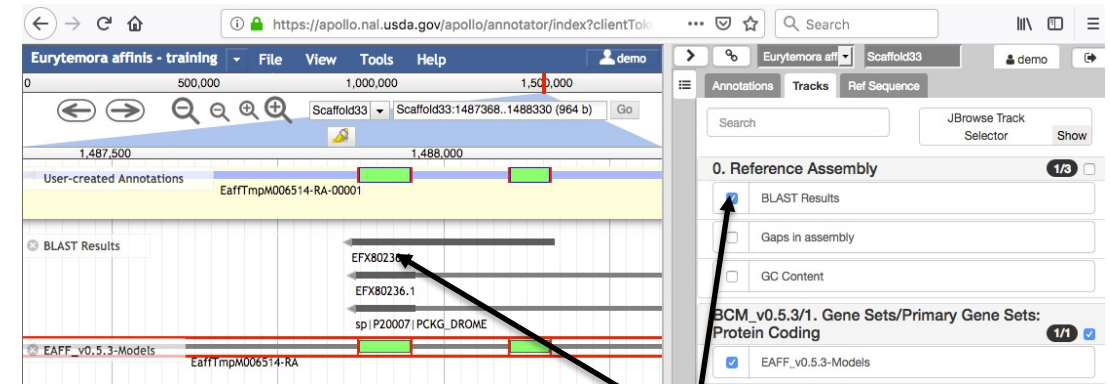 https://apollo.nal.usda.gov/apollo/annotator/index?clientTok
Search
Eurytemora affinis - training File View Tools Help demo
0 500,000 1,000,000 1,500,000
Scaffold33 Scaffold33:1487368..1488330 (964 b) Go
1,487,500 1,488,000
User-created Annotations
EaffTmpM006514-RA-00001
BLAST Results
EFX80236.1
EFX80236.1
sp|P20007|PCKG_DROME
EAFF_v0.5.3-Models
EaffTmpM006514-RA
Eurytemora aff Scaffold33 demo
Annotations Tracks Ref Sequence
Search
JBrowse Track
Selector Show
0. Reference Assembly 1/3
BLAST Results
Gaps in assembly
GC Content
BCM_v0.5.3/1. Gene Sets/Primary Gene Sets:
Protein Coding 1/1
EAFF_v0.5.3-Models